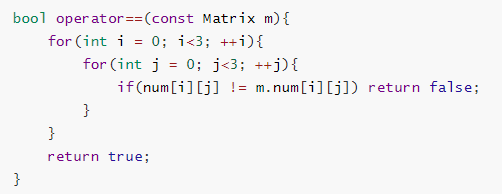 bool operator==(const Matrix m){
    for(int i = 0; i<3; ++i){
        for(int j = 0; j<3; ++j){
            if(num[i][j] != m.num[i][j]) return false;
        }
    }
    return true;
}